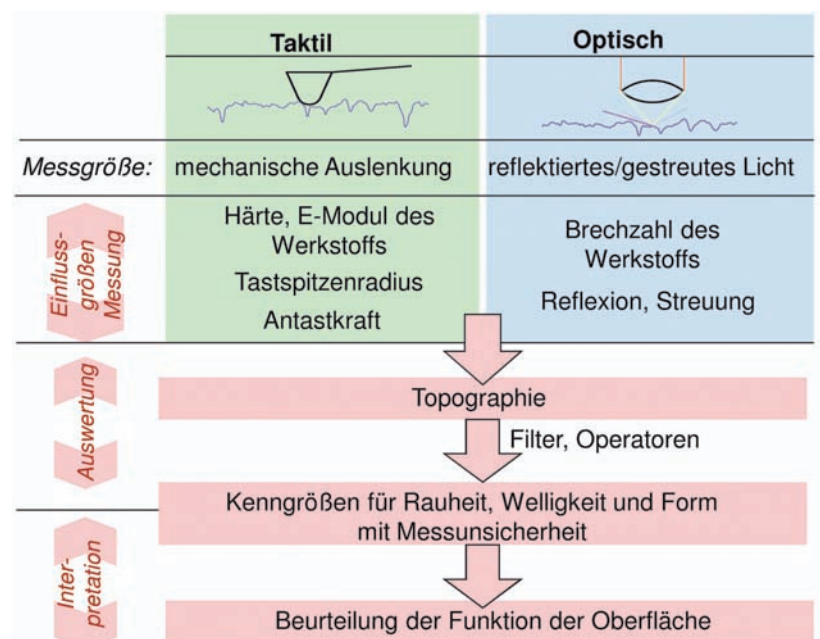 Taktil
Optisch
Messgröße:
mechanische Auslenkung
reflektiertes/gestreutes Licht
Einfluss-
größen
Messung
Härte, E-Modul des
Werkstoffs
Tastspitzenradius
Antastkraft
Brechzahl des
Werkstoffs
Reflexion, Streuung
Auswertung
Topographie
Filter, Operatoren
Kenngrößen für Rauheit, Welligkeit und Form
mit Messunsicherheit
Inter-
pretation
Beurteilung der Funktion der Oberfläche